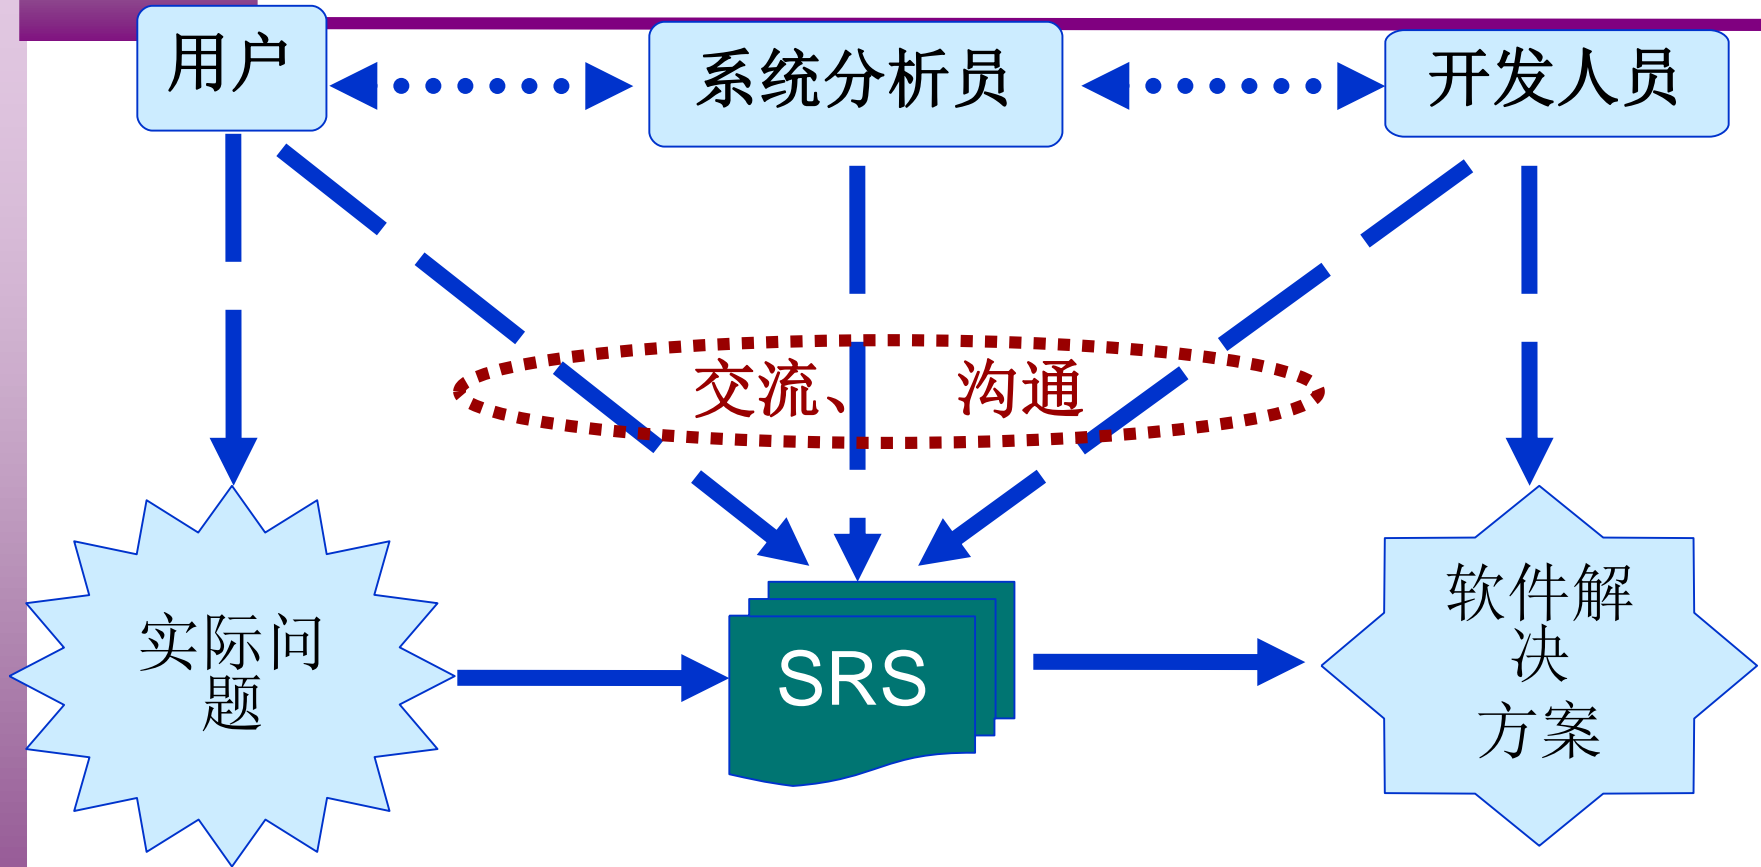 用户
系统分析员
开发人员
交流、 沟通
实际问
题
SRS
软件解
决
方案